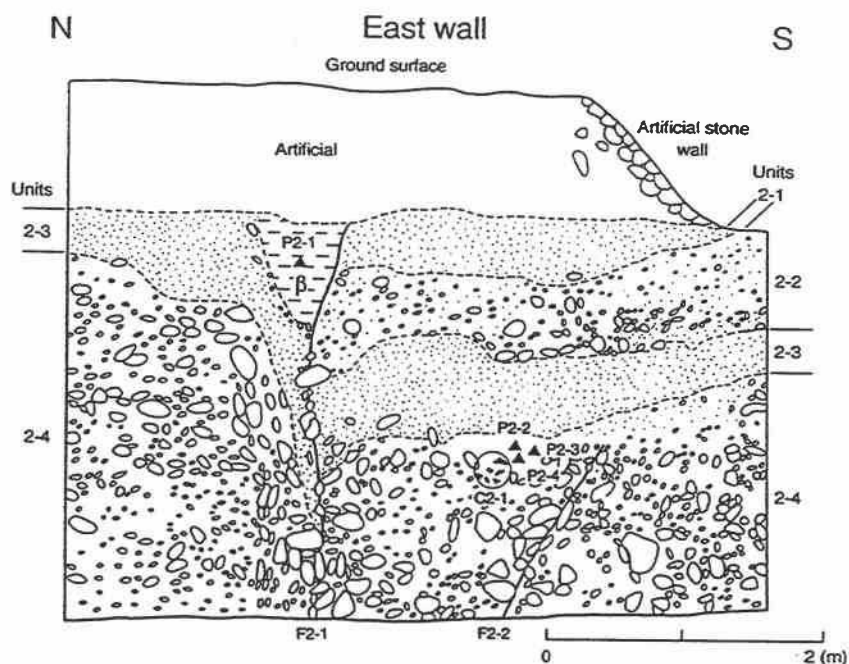 N East wall S
Ground surface
Artificial stone
wall
Artificial
Units
Units
2-1
2-3
P2-1
β
2-2
2-3
2-4
P2-2
P2-3
P2-4
C2-1
2-4
F2-1 F2-2
0 2 (m)